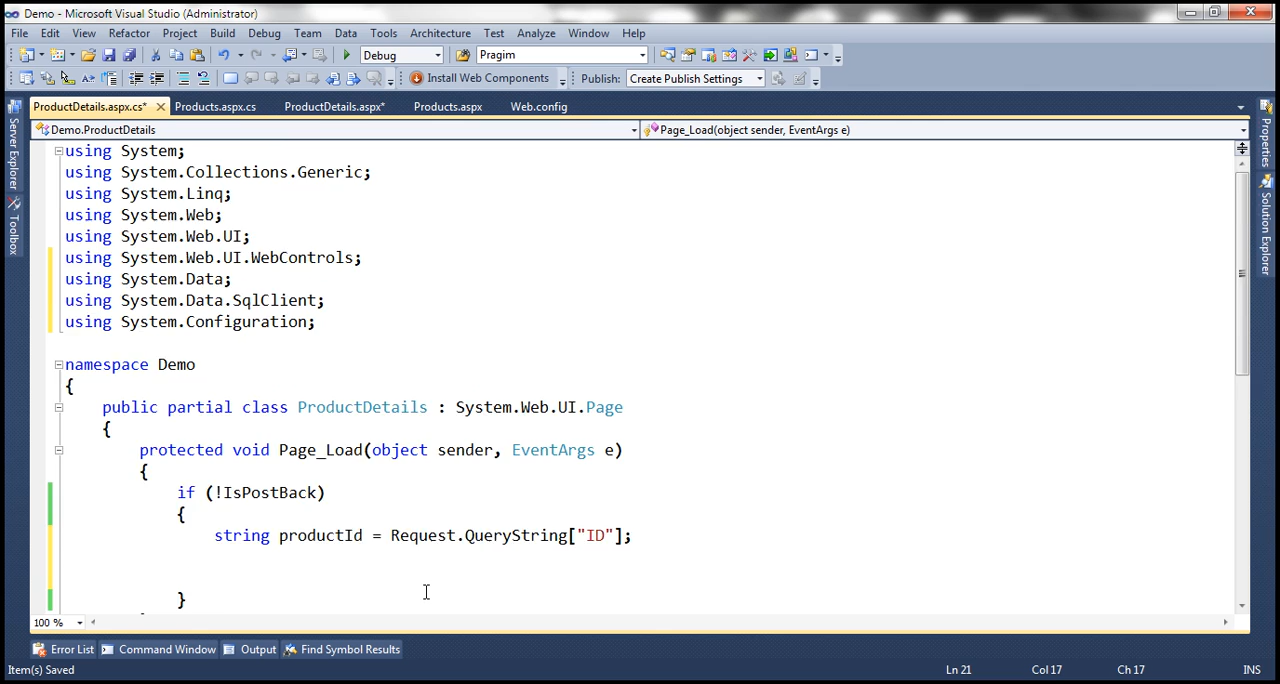 Demo - Microsoft Visual Studio (Administrator)
File Edit View Refactor Project Build Debug Team Data Tools Architecture Test Analyze Window Help
Debug Pragim
Install Web Components Publish: Create Publish Settings
ProductDetails.aspx.cs* Products.aspx.cs ProductDetails.aspx* Products.aspx Web.config
Demo.ProductDetails Page_Load(object sender, EventArgs e)
using System;
using System.Collections.Generic;
using System.Linq;
using System.Web;
using System.Web.UI;
using System.Web.UI.WebControls;
using System.Data;
using System.Data.SqlClient;
using System.Configuration;
namespace Demo
{
public partial class ProductDetails : System.Web.UI.Page
{
protected void Page_Load(object sender, EventArgs e)
{
if (!IsPostBack)
{
string productId = Request.QueryString["ID"];
}
100 %
Error List Command Window Output Find Symbol Results
Item(s) Saved Ln 21 Col 17 Ch 17 INS
Server Explorer
Toolbox
Properties
Solution Explorer